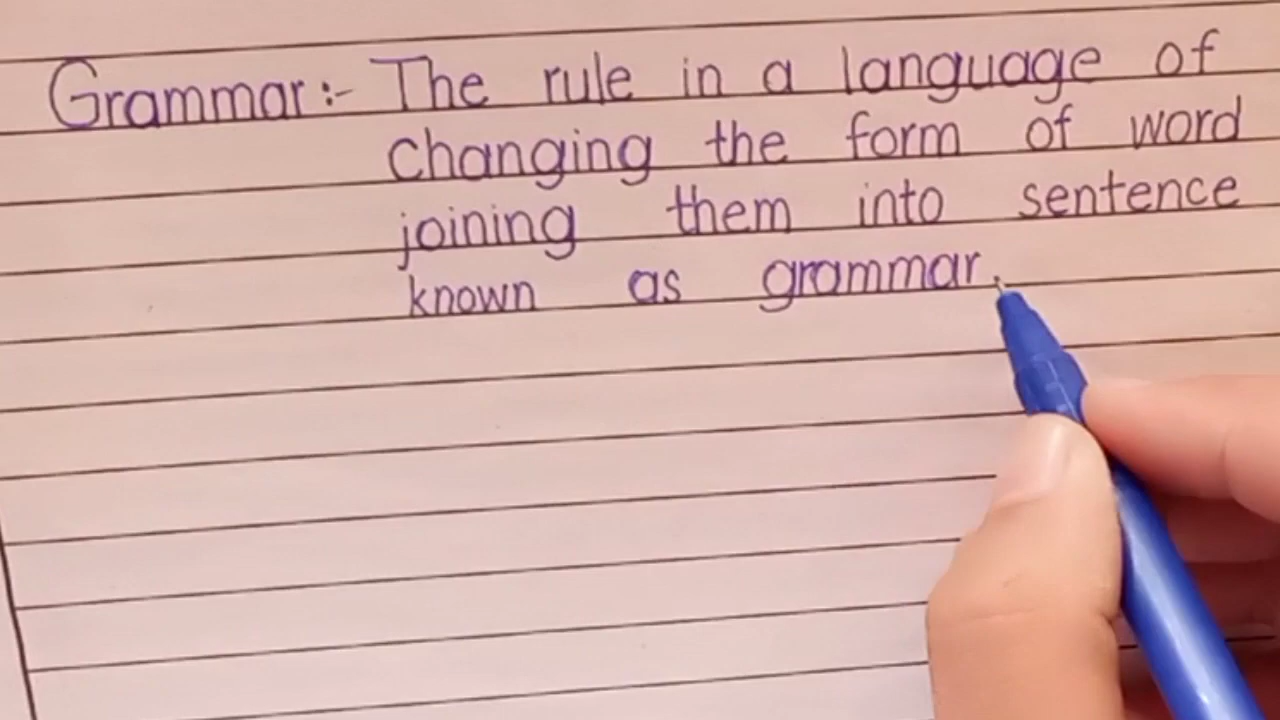 Grammar:- The rule in a language of
changing the form of word
joining them into sentence
known as grammar.